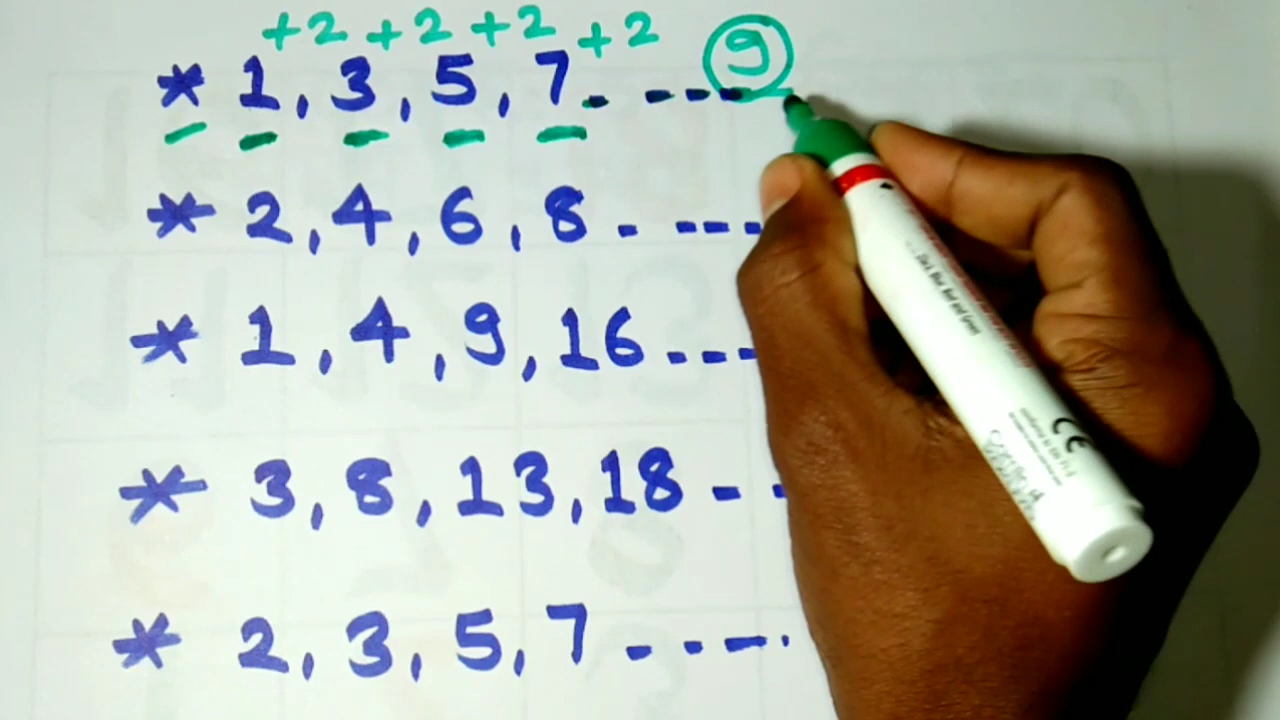 +2 +2 +2 +2
* 1, 3, 5, 7 - --- 9
* 2, 4, 6, 8 - ---
* 1, 4, 9, 16 ---
* 3, 8, 13, 18 --
* 2, 3, 5, 7 ----
CE